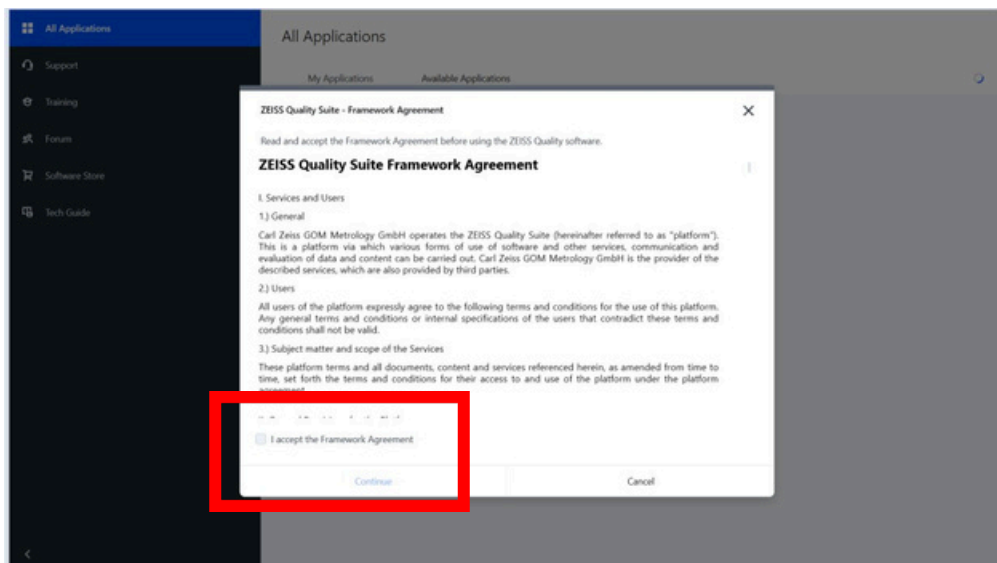 All Applications
Support
Training
Forum
Software Store
Tech Guide
All Applications
My Applications Available Applications
ZEISS Quality Suite - Framework Agreement
Read and accept the Framework Agreement before using the ZEISS Quality software.
ZEISS Quality Suite Framework Agreement
I. Services and Users
1.) General
Carl Zeiss GOM Metrology GmbH operates the ZEISS Quality Suite (hereinafter referred to as "platform").
This is a platform via which various forms of use of software and other services, communication and
evaluation of data and content can be carried out. Carl Zeiss GOM Metrology GmbH is the provider of the
described services, which are also provided by third parties.
2.) Users
All users of the platform expressly agree to the following terms and conditions for the use of this platform.
Any general terms and conditions or internal specifications of the users that contradict these terms and
conditions shall not be valid.
3.) Subject matter and scope of the Services
These platform terms and all documents, content and services referenced herein, as amended from time to
time, set forth the terms and conditions for their access to and use of the platform under the platform
agreement
I accept the Framework Agreement
Continue Cancel